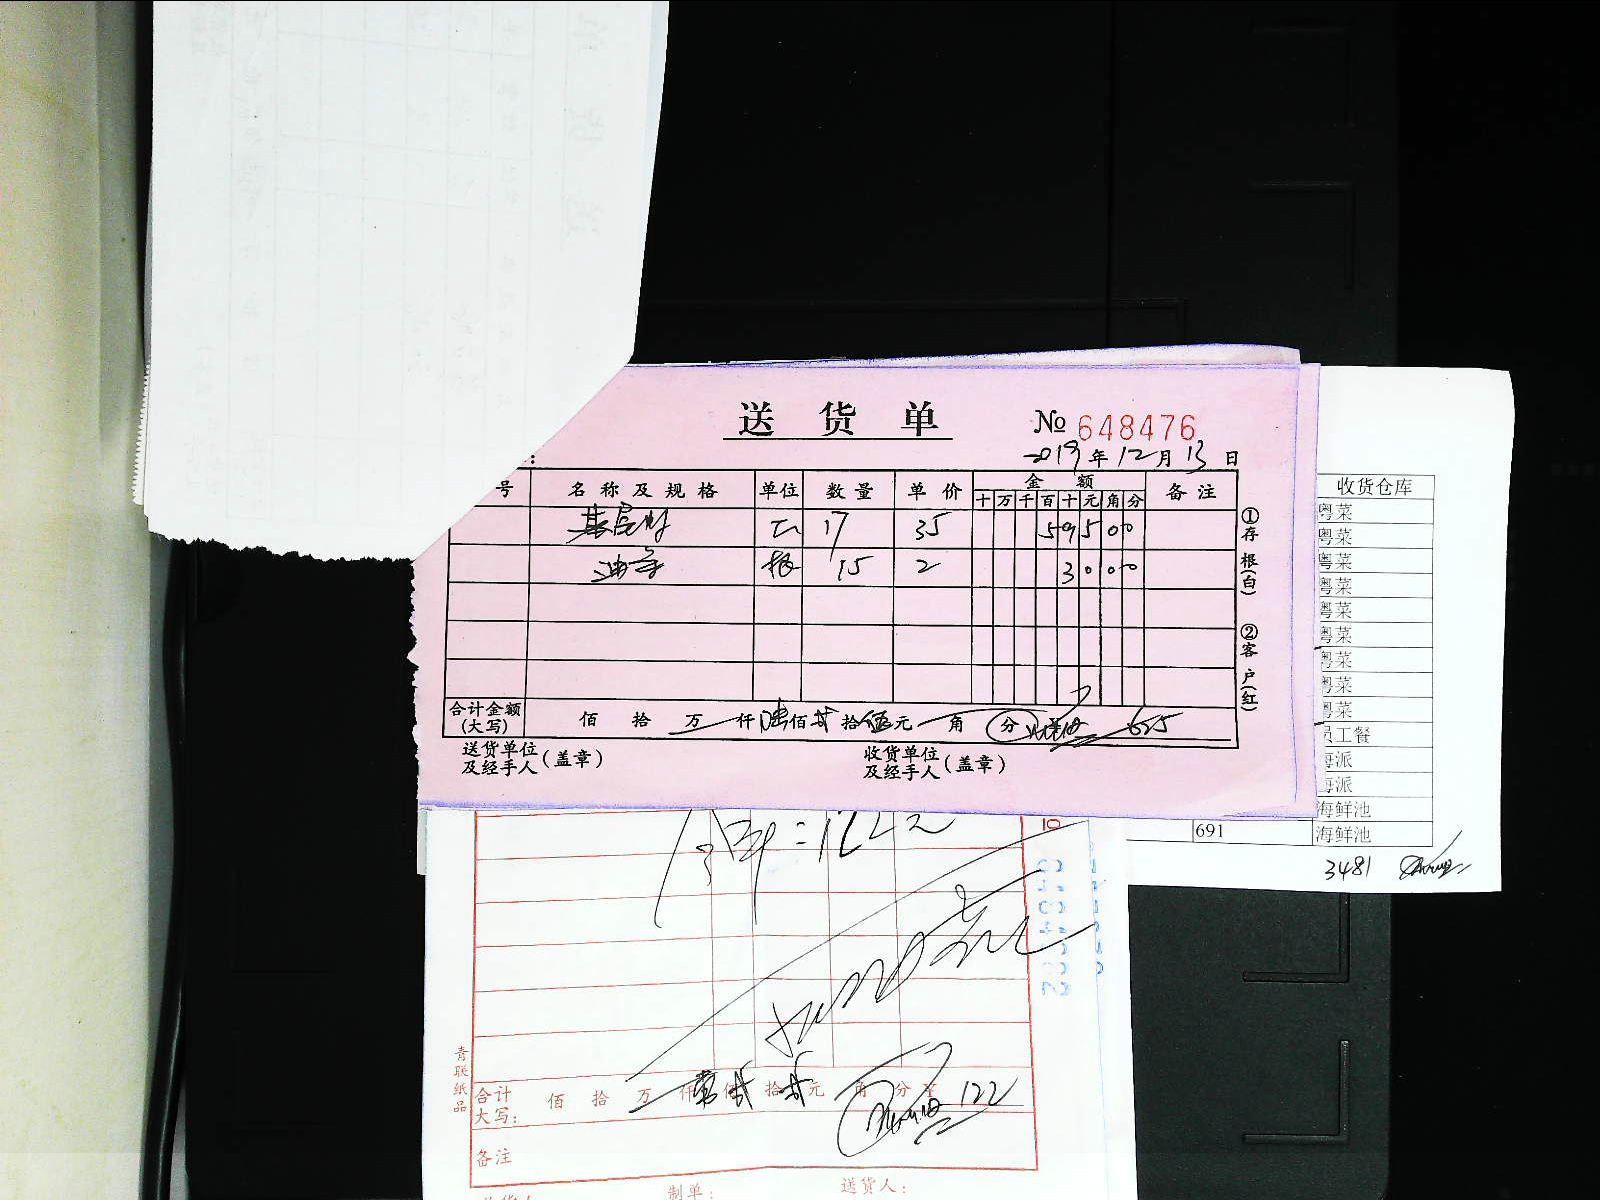 送货单
№ 648476
2019年12月13日
号 名称及规格 单位 数量 单价 金额 备注
十万千百十元角分
基尾虾 17 35 595 00
油条 根 15 2 30 00
合计金额(大写) 佰 拾 万 仟 陆佰 贰拾 伍元 角 分 625
送货单位及经手人(盖章) 收货单位及经手人(盖章)
①存根(白) ②客户(红)
收货仓库
粤菜
粤菜
粤菜
粤菜
粤菜
粤菜
粤菜
粤菜
粤菜
员工餐
海派
海派
海鲜池
691 海鲜池
3481
合计大写: 佰 拾 万 仟 佰 拾 元 角 分 ¥ 122
备注
青联纸品
制单: 送货人: